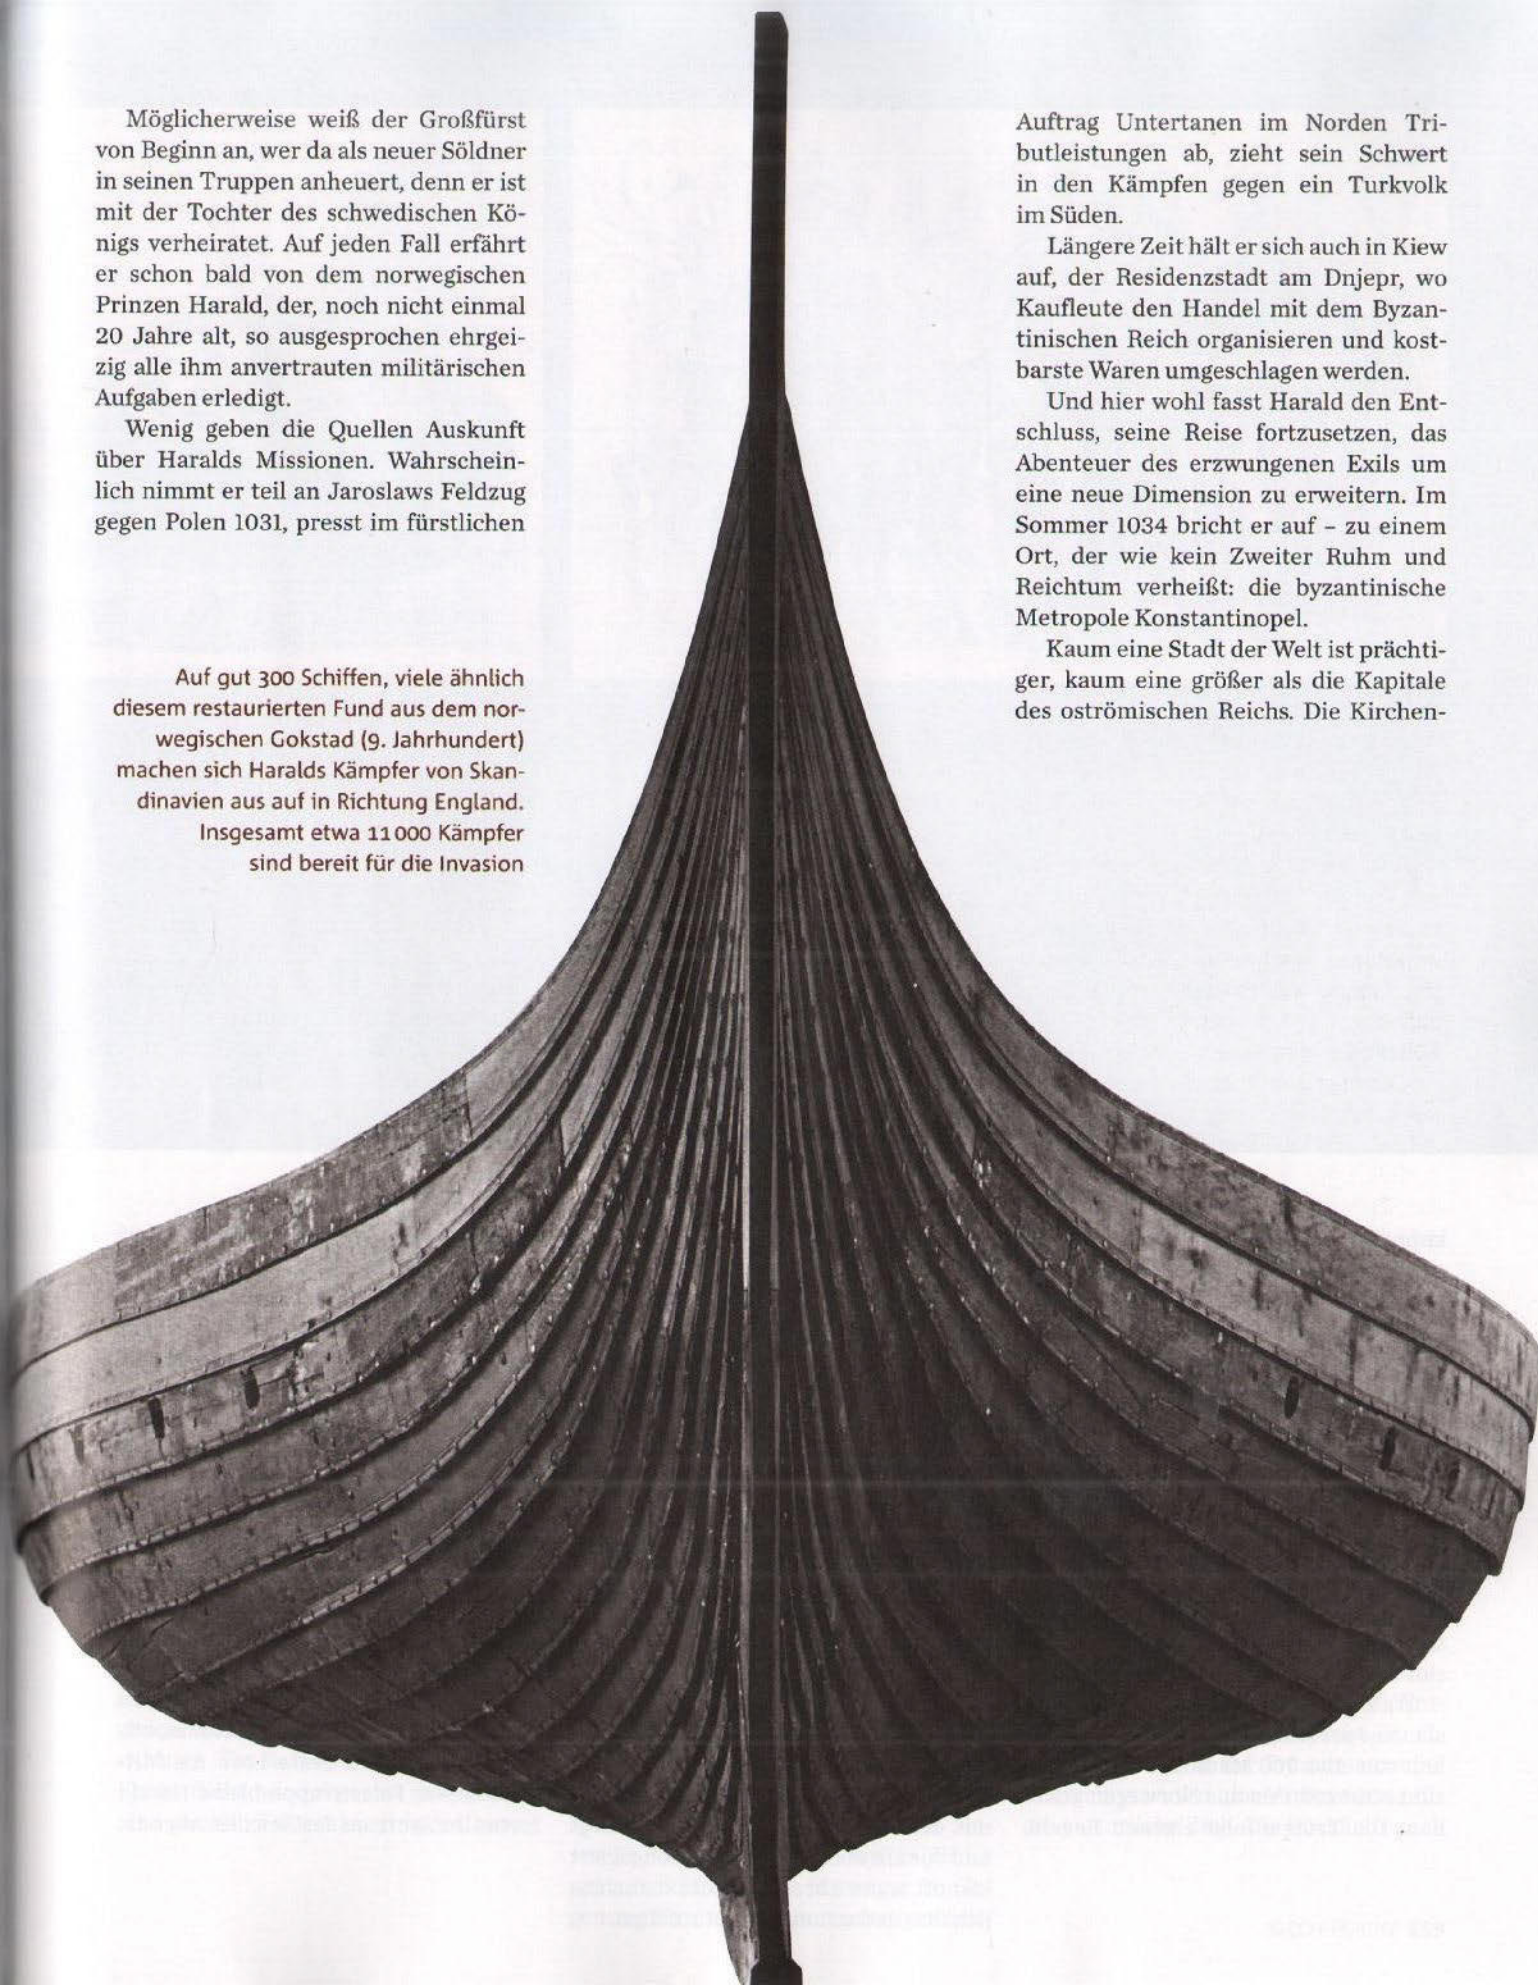 Möglicherweise weiß der Großfürst
von Beginn an, wer da als neuer Söldner
in seinen Truppen anheuert, denn er ist
mit der Tochter des schwedischen Kö-
nigs verheiratet. Auf jeden Fall erfährt
er schon bald von dem norwegischen
Prinzen Harald, der, noch nicht einmal
20 Jahre alt, so ausgesprochen ehrgei-
zig alle ihm anvertrauten militärischen
Aufgaben erledigt.
Wenig geben die Quellen Auskunft
über Haralds Missionen. Wahrschein-
lich nimmt er teil an Jaroslaws Feldzug
gegen Polen 1031, presst im fürstlichen
Auf gut 300 Schiffen, viele ähnlich
diesem restaurierten Fund aus dem nor-
wegischen Gokstad (9. Jahrhundert)
machen sich Haralds Kämpfer von Skan-
dinavien aus auf in Richtung England.
Insgesamt etwa 11 000 Kämpfer
sind bereit für die Invasion
Auftrag Untertanen im Norden Tri-
butleistungen ab, zieht sein Schwert
in den Kämpfen gegen ein Turkvolk
im Süden.
Längere Zeit hält er sich auch in Kiew
auf, der Residenzstadt am Dnjepr, wo
Kaufleute den Handel mit dem Byzan-
tinischen Reich organisieren und kost-
barste Waren umgeschlagen werden.
Und hier wohl fasst Harald den Ent-
schluss, seine Reise fortzusetzen, das
Abenteuer des erzwungenen Exils um
eine neue Dimension zu erweitern. Im
Sommer 1034 bricht er auf – zu einem
Ort, der wie kein Zweiter Ruhm und
Reichtum verheißt: die byzantinische
Metropole Konstantinopel.
Kaum eine Stadt der Welt ist prächti-
ger, kaum eine größer als die Kapitale
des oströmischen Reichs. Die Kirchen-